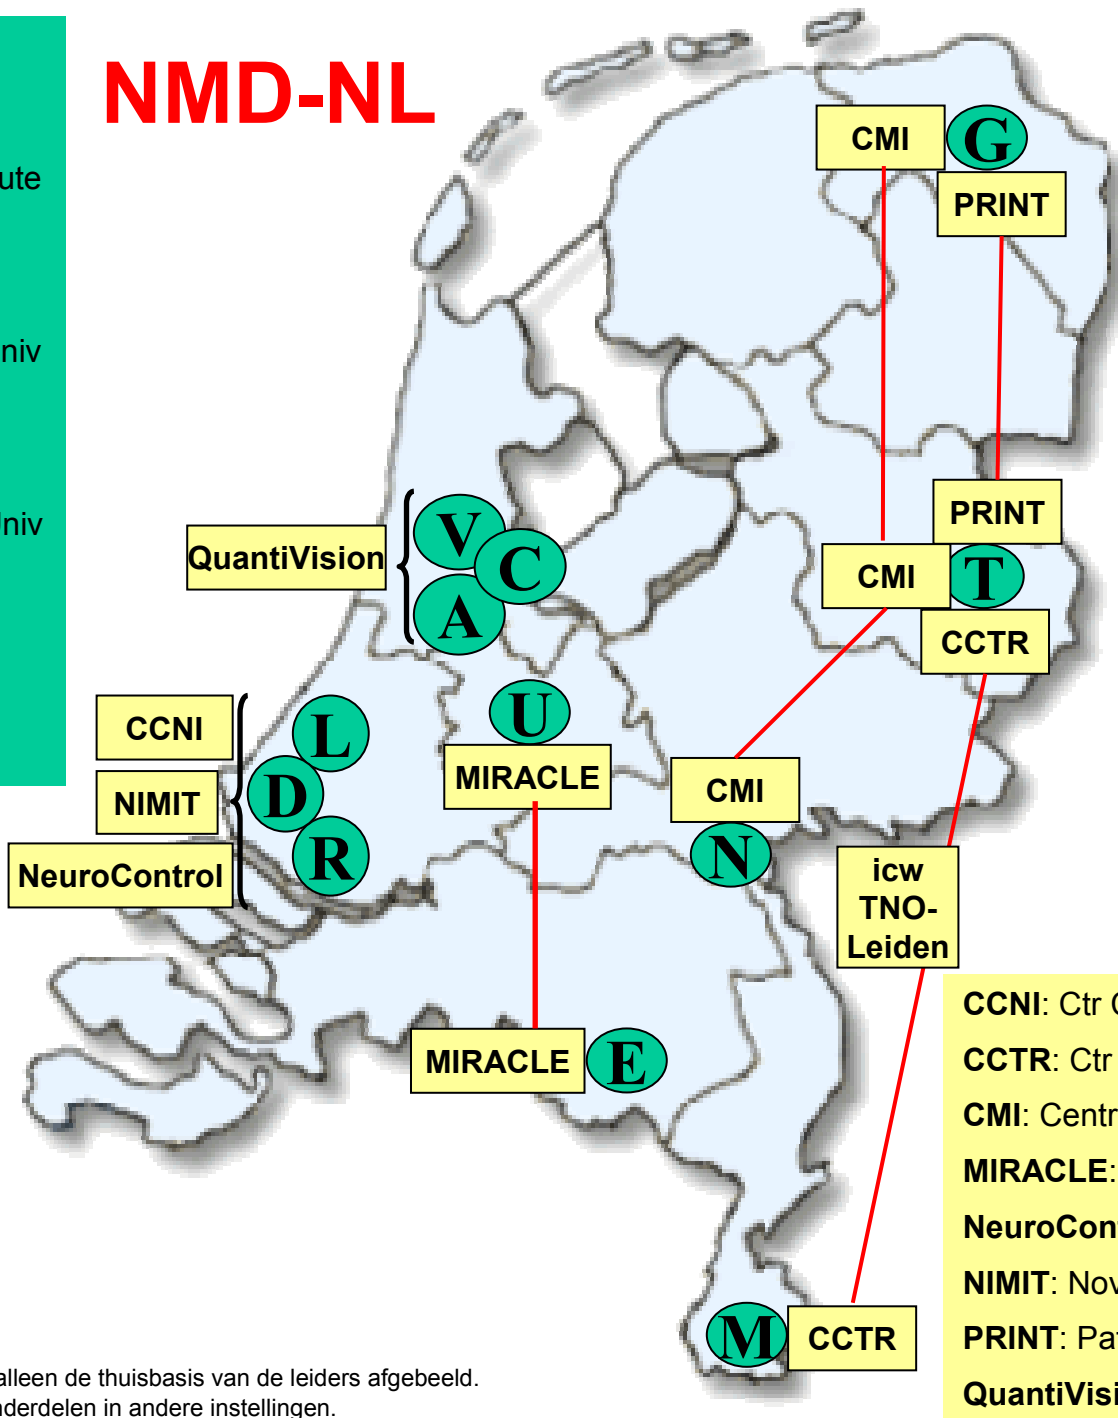 NMD-NL
ute
niv
Univ
CMI
G
PRINT
PRINT
CMI
T
CCTR
QuantiVision
V
C
A
CCNI
NIMIT
NeuroControl
L
D
R
U
MIRACLE
CMI
N
icw
TNO-
Leiden
MIRACLE
E
M
CCTR
CCNI: Ctr
CCTR: Ctr
CMI: Centr
MIRACLE:
NeuroCon
NIMIT: Nov
PRINT: Pa
QuantiVisi
alleen de thuisbasis van de leiders afgebeeld.
nderdelen in andere instellingen.